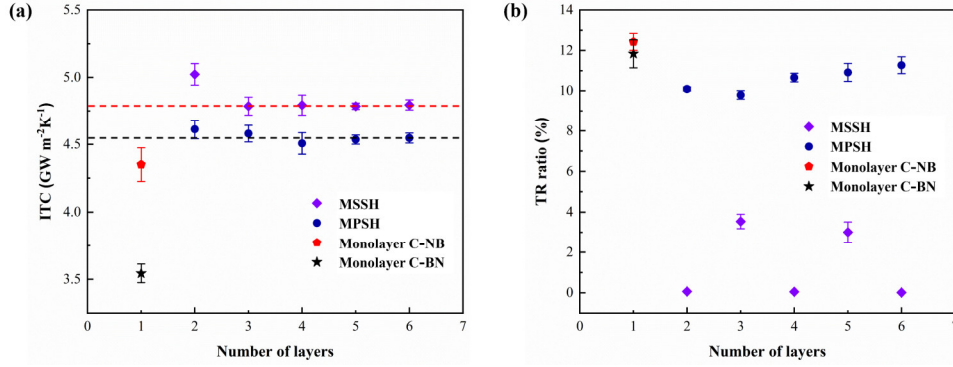 (a)
5.5
5.0
4.5
4.0
3.5
ITC (GW m⁻²K⁻¹)
MSSH
MPSH
Monolayer C-NB
Monolayer C-BN
0 1 2 3 4 5 6 7
Number of layers
(b)
14
12
10
8
6
4
2
0
TR ratio (%)
MSSH
MPSH
Monolayer C-NB
Monolayer C-BN
0 1 2 3 4 5 6 7
Number of layers